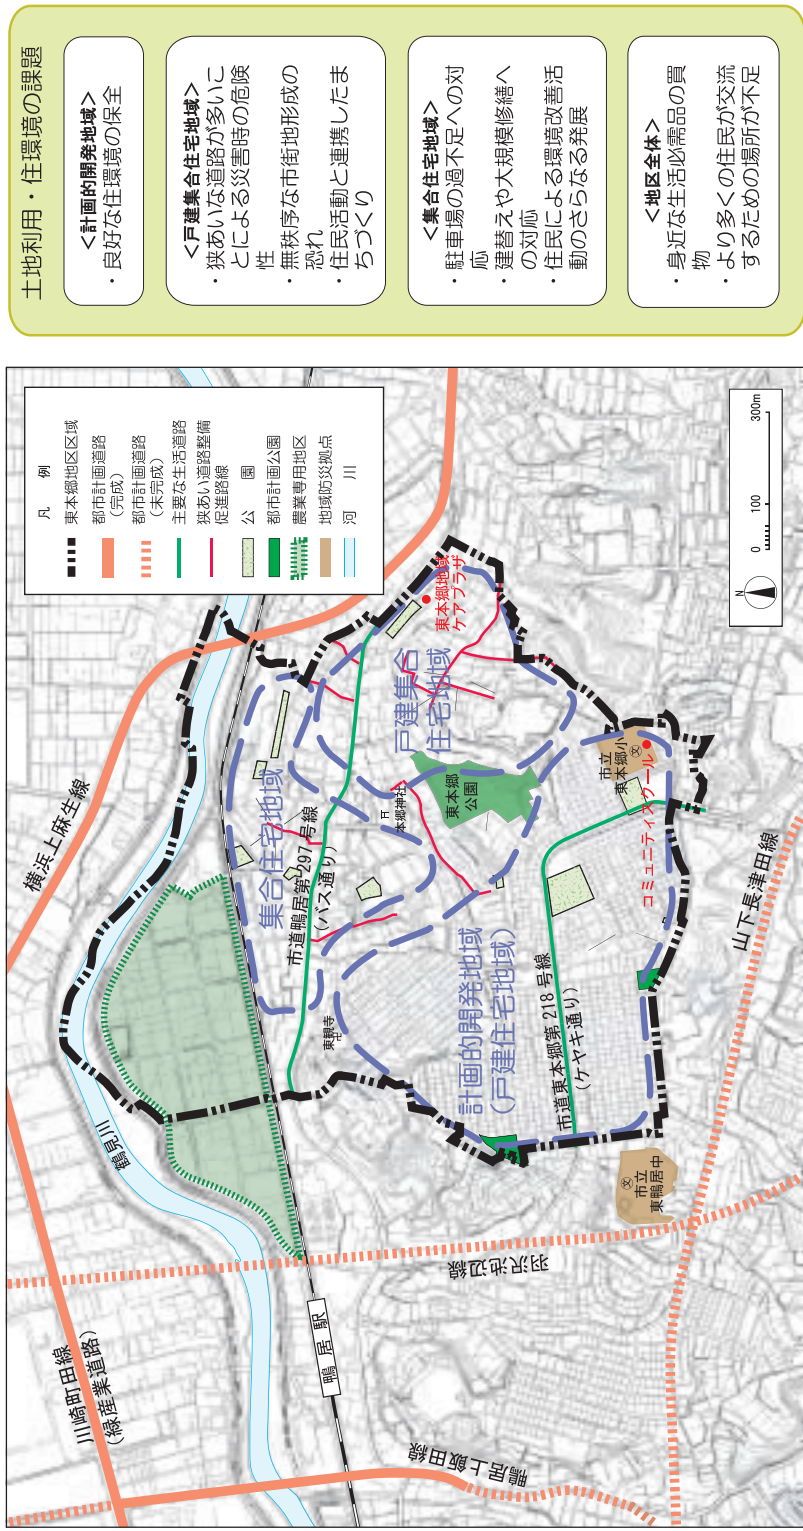 土地利用・住環境の課題
＜計画的開発地域＞
・良好な住環境の保全
＜戸建集合住宅地域＞
・狭あいな道路が多いこ
とによる災害時の危険
性
・無秩序な市街地形成の
恐れ
・住民活動と連携したま
ちづくり
＜集合住宅地域＞
・駐車場の過不足への対
応
・建替えや大規模修繕へ
の対応
・住民による環境改善活
動のさらなる発展
＜地区全体＞
・身近な生活必需品の買
物
・より多くの住民が交流
するための場所が不足
凡　例
東本郷地区区域
都市計画道路
(完成)
都市計画道路
(未完成)
主要な生活道路
狭あい道路整備
促進路線
公　園
都市計画公園
農業専用地区
地域防災拠点
河　川
川崎町田線
(緑産業道路)
鶴見川
横浜上麻生線
鴨居駅
集合住宅地域
市道鴨居第 297 号線
(バス通り)
東観寺
本郷神社
戸建集合
住宅地域
東本郷地域
ケアプラザ
東本郷
公園
計画的開発地域
(戸建住宅地域)
市道東本郷第 218 号線
(ケヤキ通り)
市立
東本郷小
文
コミュニティスクール
文
市立
東鴨居中
羽沢池辺線
鴨居上飯田線
山下長津田線
N
0 100 300m